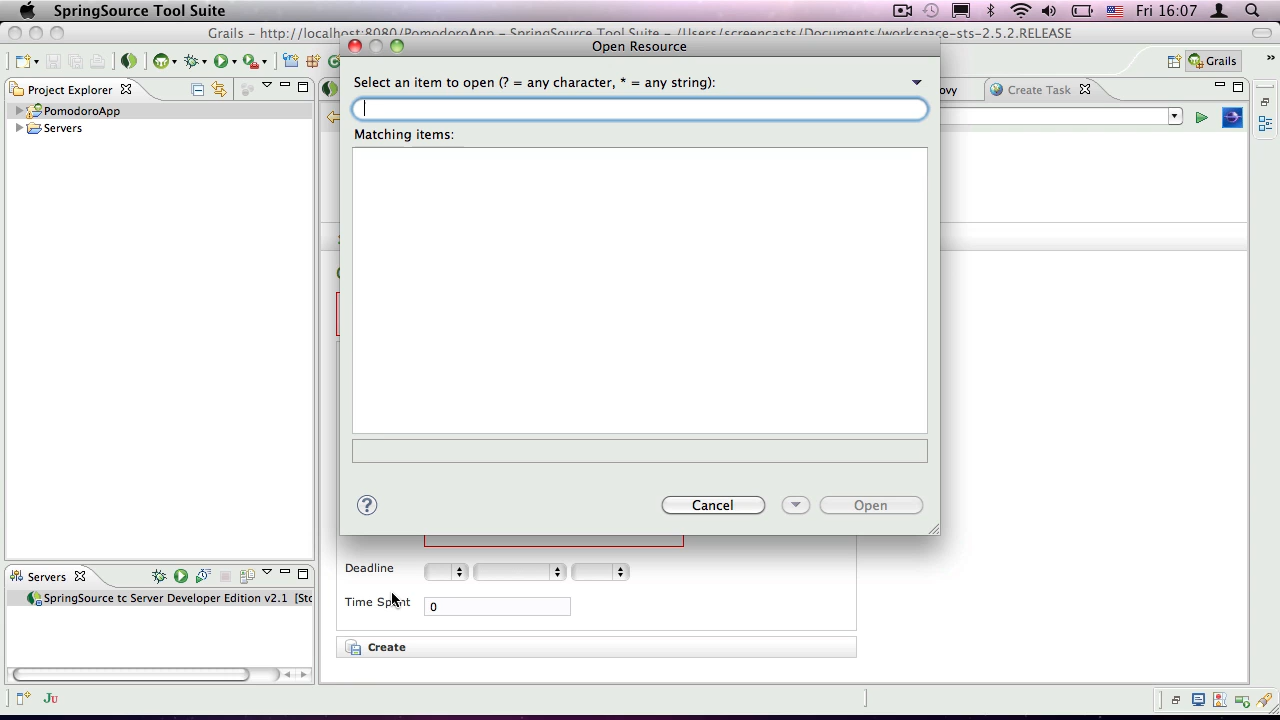 SpringSource Tool Suite
Fri 16:07
Grails – http://localhost:8080/PomodoroApp – SpringSource Tool Suite – /Users/screencasts/Documents/workspace-sts-2.5.2.RELEASE
Open Resource
Grails
»
Project Explorer
Select an item to open (? = any character, * = any string):
ovy
Create Task
PomodoroApp
Servers
Matching items:
? Cancel Open
Deadline
Servers
SpringSource tc Server Developer Edition v2.1 [Sto
Time Spent 0
Create
Ju